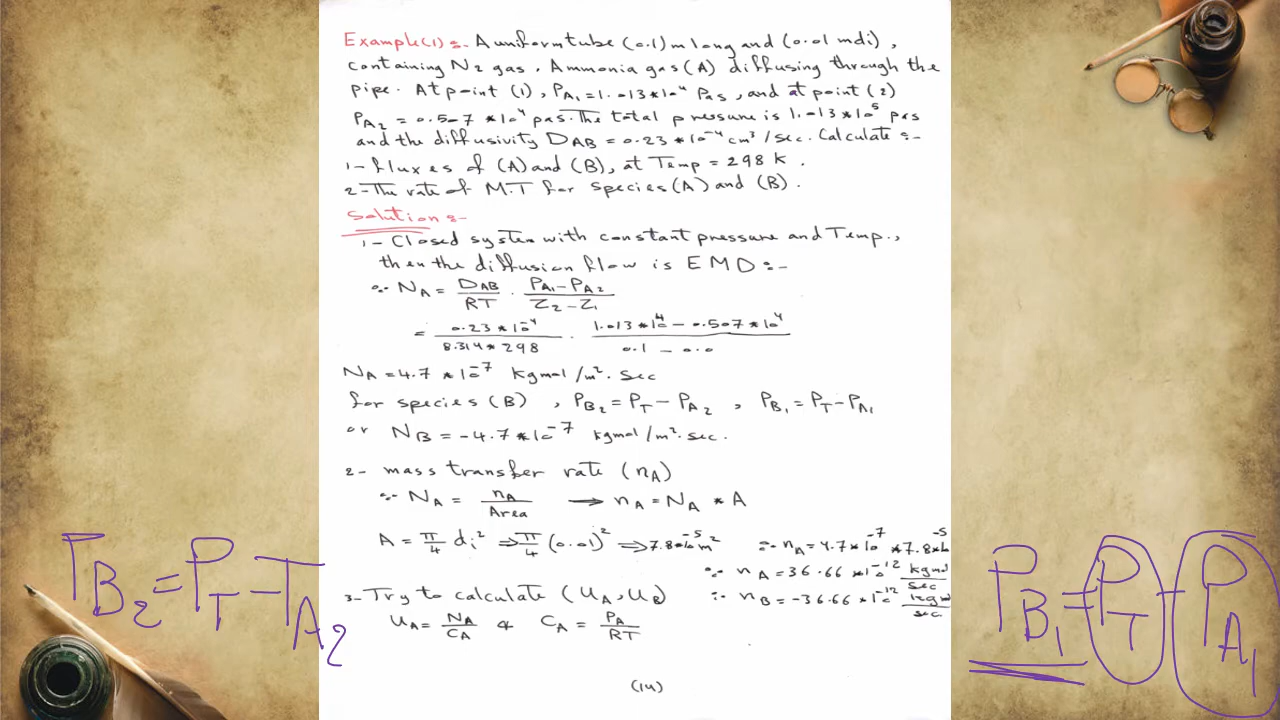 Example(1) :- A uniform tube (0.1) m long and (0.01 m di),
containing N2 gas. Ammonia gas (A) diffusing through the
pipe. At point (1), PA1 = 1.013*10^4 Pas, and at point (2)
PA2 = 0.507 *10^4 pas. The total pressure is 1.013*10^5 pas
and the diffusivity DAB = 0.23*10^-4 cm^3/sec. Calculate :-
1- fluxes of (A) and (B), at Temp = 298 K.
2- The rate of M.T for species (A) and (B).
Solution :-
1- Closed system with constant pressure and Temp.,
then the diffusion flow is EMD :-
∵ NA = DAB/RT . PA1 - PA2/Z2 - Z1
= 0.23 * 10^-4/8.314 * 298 . 1.013 * 10^4 - 0.507 * 10^4/0.1 - 0.0
NA = 4.7 * 10^-7 Kgmol/m^2. Sec
for species (B), PB2 = PT - PA2, PB1 = PT - PA1
or NB = -4.7 * 10^-7 kgmol/m^2. sec.
2- mass transfer rate (nA)
∵ NA = nA/Area → nA = NA * A
A = π/4 di^2 ⇒ π/4 (0.01)^2 ⇒ 7.8*10^-5 m^2 ∴ nA = 4.7*10^-7 *7.8*10^-5
∴ nA = 36.66 *10^-12 kgmol/sec
3- Try to calculate (UA, UB) ∴ nB = -36.66 *10^-12 kgm/sec
UA = NA/CA & CA = PA/RT
(14)
PB2 = PT - TA2
PB1 = PT - PA1